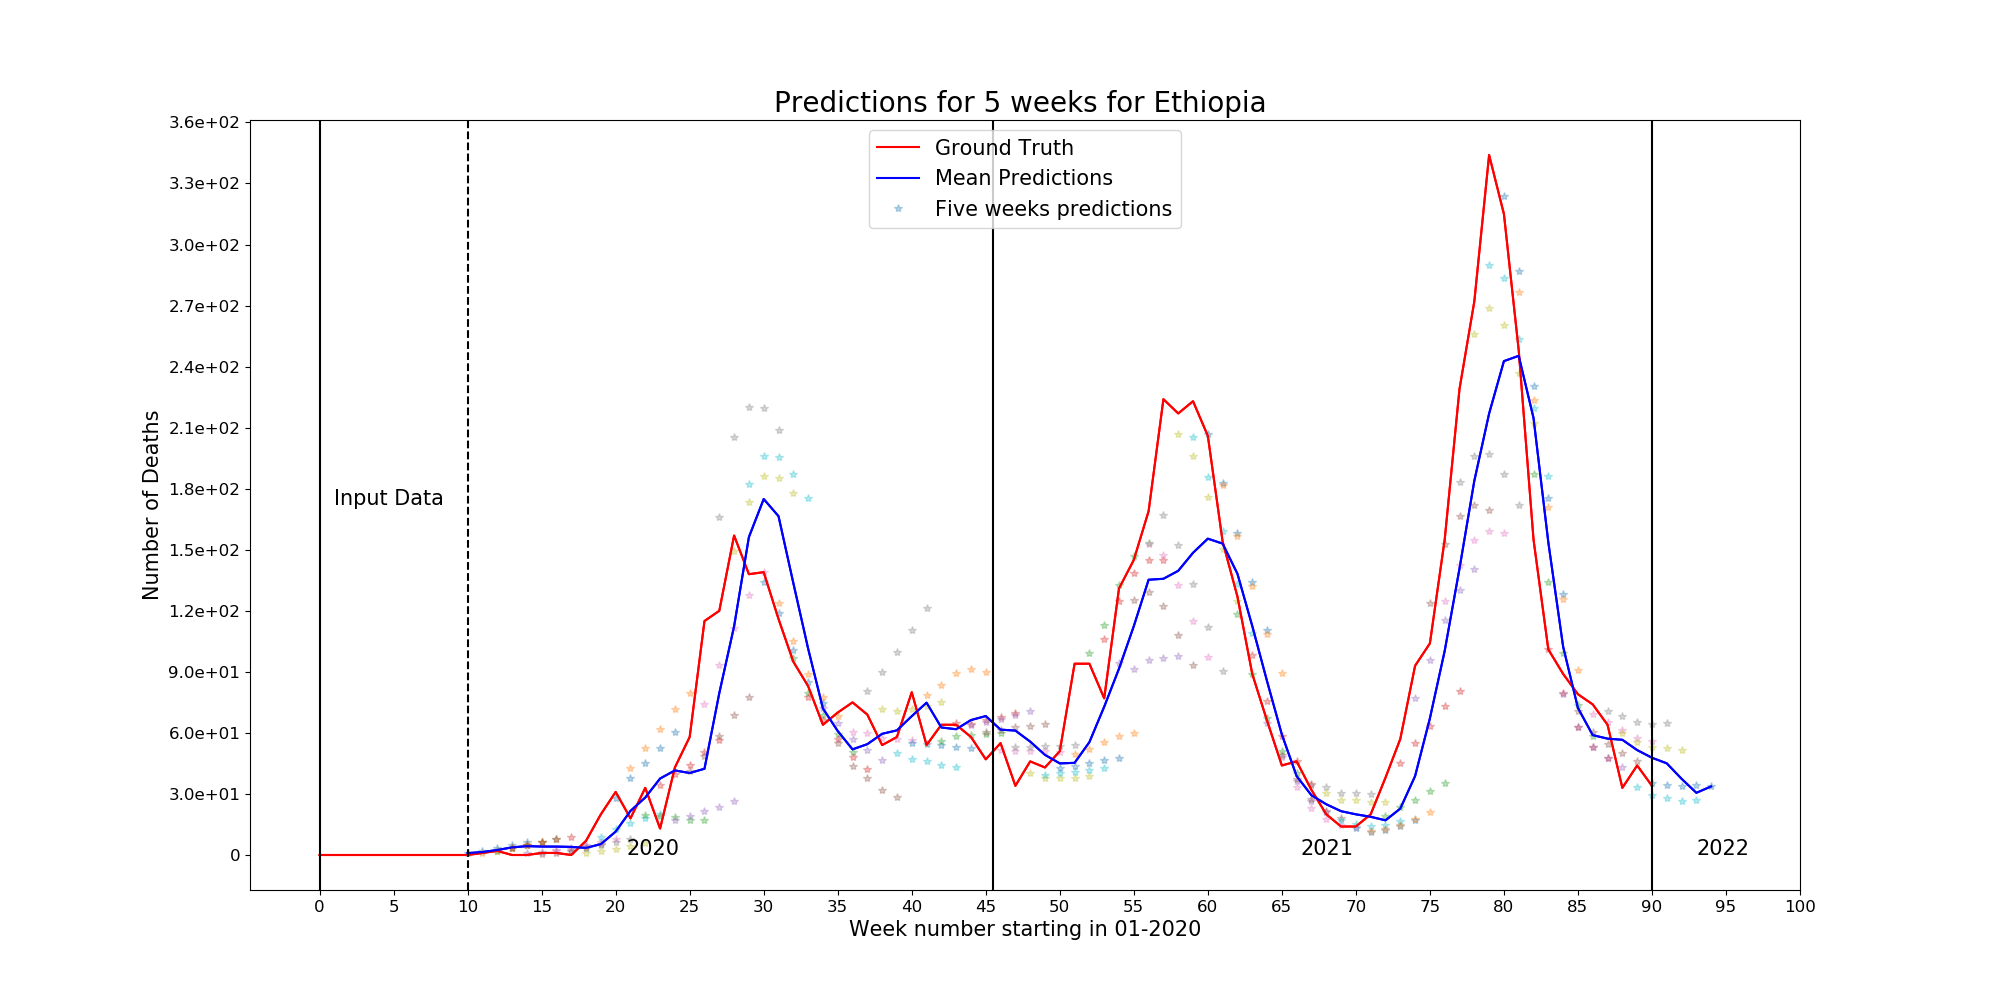 Predictions for 5 weeks for Ethiopia
3.6e+02
3.3e+02
3.0e+02
2.7e+02
2.4e+02
2.1e+02
1.8e+02
1.5e+02
1.2e+02
9.0e+01
6.0e+01
3.0e+01
0
Number of Deaths
Ground Truth
Mean Predictions
Five weeks predictions
Input Data
2020 2021 2022
0 5 10 15 20 25 30 35 40 45 50 55 60 65 70 75 80 85 90 95 100
Week number starting in 01-2020